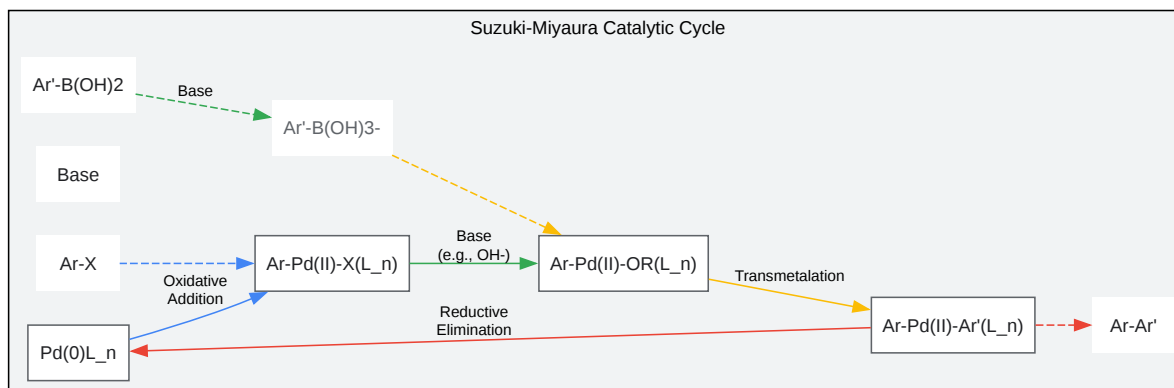 Suzuki-Miyaura Catalytic Cycle
Ar'-B(OH)2
Base
Ar'-B(OH)3-
Base
Ar-X
Ar-Pd(II)-X(L_n)
Base
(e.g., OH-)
Ar-Pd(II)-OR(L_n)
Oxidative
Addition
Transmetalation
Pd(0)L_n
Reductive
Elimination
Ar-Pd(II)-Ar'(L_n)
Ar-Ar'